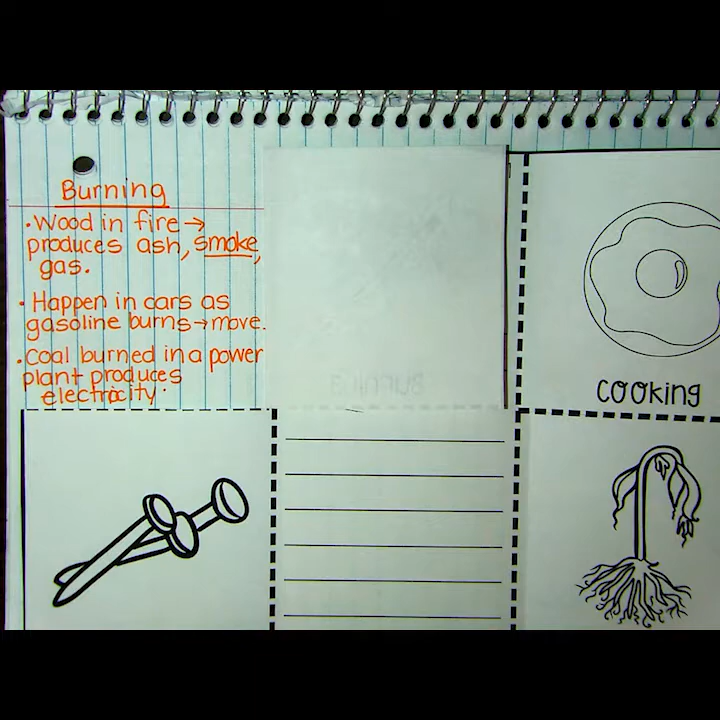 Burning
• Wood in fire →
produces ash, smoke,
gas.
• Happen in cars as
gasoline burns → move.
• Coal burned in a power
plant produces
electricity.
Burning
cooking